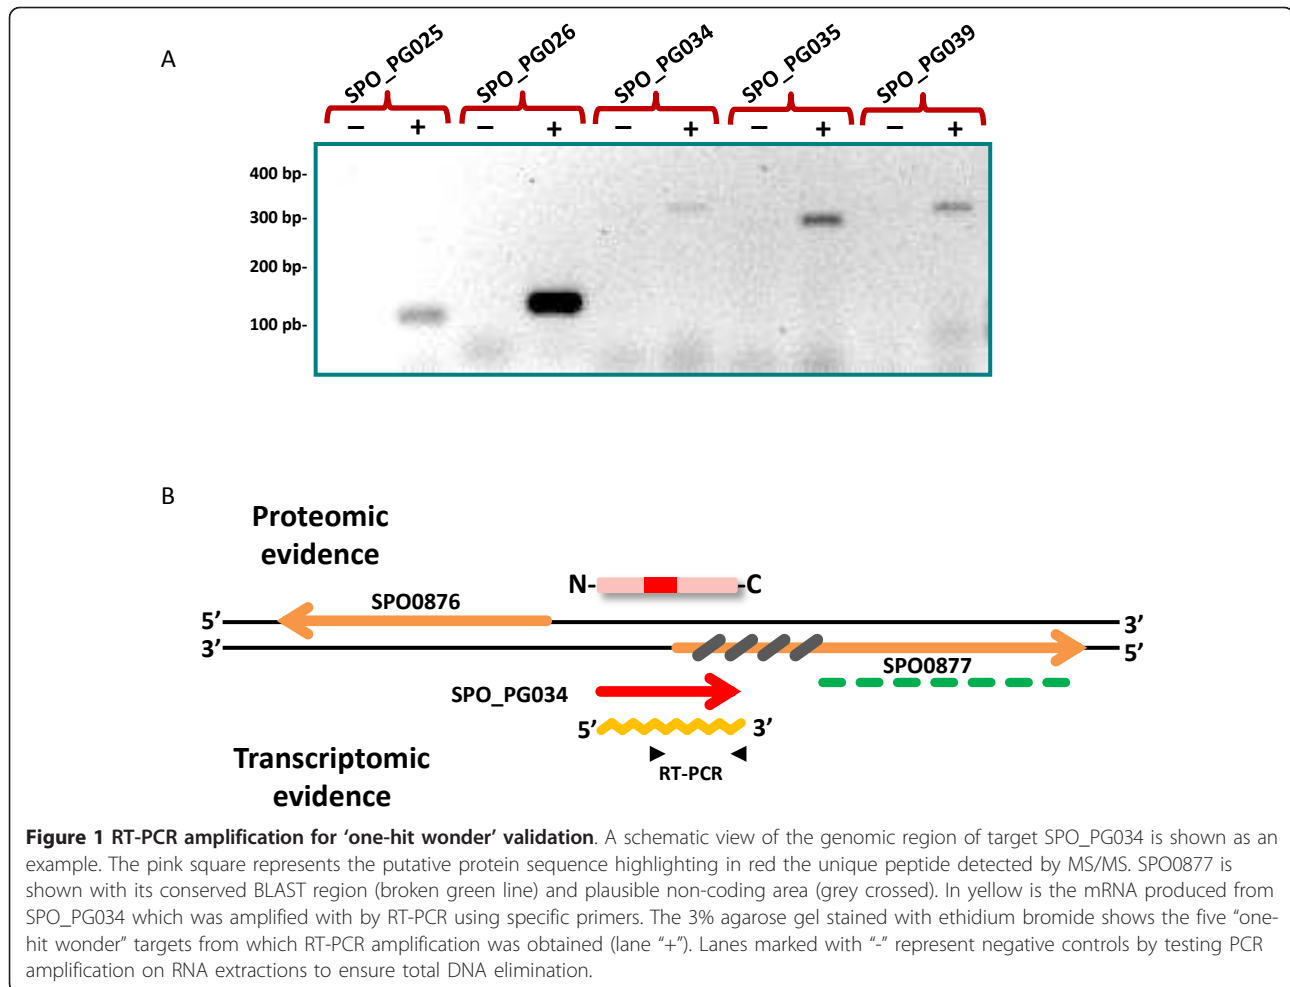 A
SPO_PG025
SPO_PG026
SPO_PG034
SPO_PG035
SPO_PG039
− + − + − + − + − +
400 bp-
300 bp-
200 bp-
100 pb-
B
Proteomic
evidence
N- -C
SPO0876
5’ 3’
3’ 5’
SPO0877
SPO_PG034
5’ 3’
Transcriptomic
evidence
RT-PCR
Figure 1 RT-PCR amplification for ‘one-hit wonder’ validation. A schematic view of the genomic region of target SPO_PG034 is shown as an
example. The pink square represents the putative protein sequence highlighting in red the unique peptide detected by MS/MS. SPO0877 is
shown with its conserved BLAST region (broken green line) and plausible non-coding area (grey crossed). In yellow is the mRNA produced from
SPO_PG034 which was amplified with by RT-PCR using specific primers. The 3% agarose gel stained with ethidium bromide shows the five “one-
hit wonder” targets from which RT-PCR amplification was obtained (lane “+”). Lanes marked with “-” represent negative controls by testing PCR
amplification on RNA extractions to ensure total DNA elimination.